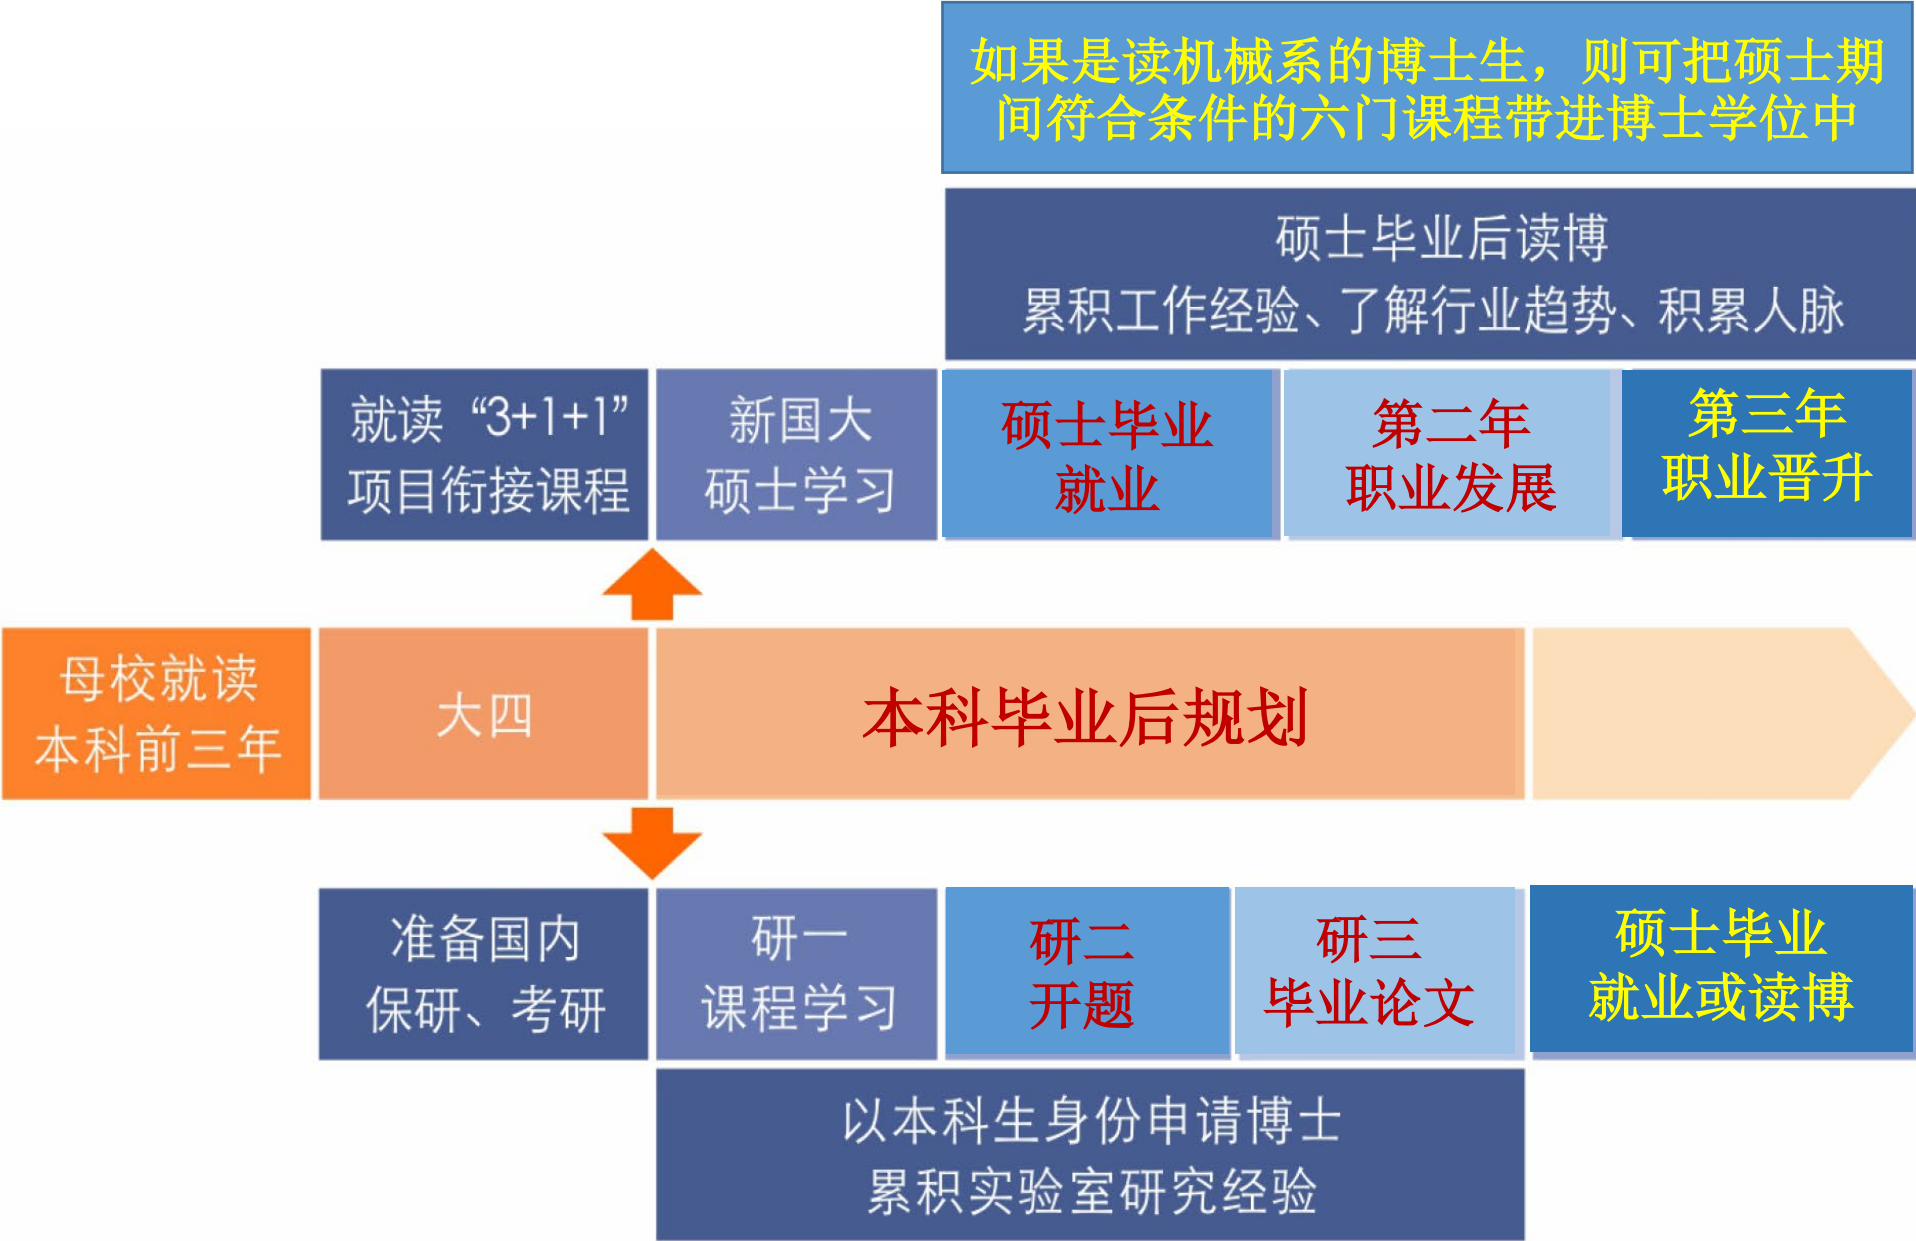 如果是读机械系的博士生，则可把硕士期
间符合条件的六门课程带进博士学位中
硕士毕业后读博
累积工作经验、了解行业趋势、积累人脉
就读“3+1+1”
项目衔接课程
新国大
硕士学习
硕士毕业
就业
第二年
职业发展
第三年
职业晋升
母校就读
本科前三年
大四
本科毕业后规划
准备国内
保研、考研
研一
课程学习
研二
开题
研三
毕业论文
硕士毕业
就业或读博
以本科生身份申请博士
累积实验室研究经验